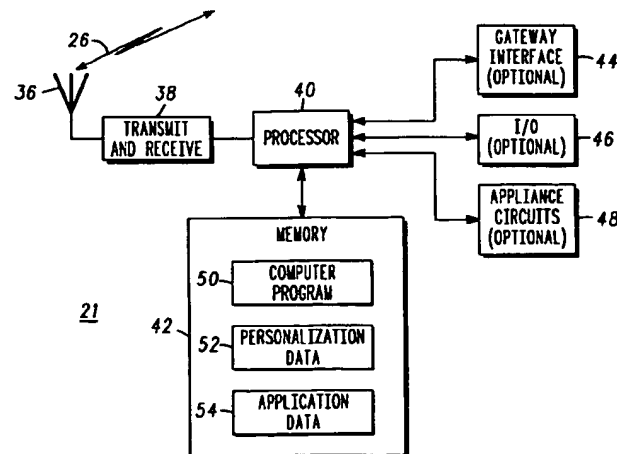 26
36
38
TRANSMIT
AND RECEIVE
40
PROCESSOR
GATEWAY
INTERFACE
(OPTIONAL)
44
I/O
(OPTIONAL)
46
APPLIANCE
CIRCUITS
(OPTIONAL)
48
MEMORY
50
COMPUTER
PROGRAM
21
42
52
PERSONALIZATION
DATA
54
APPLICATION
DATA